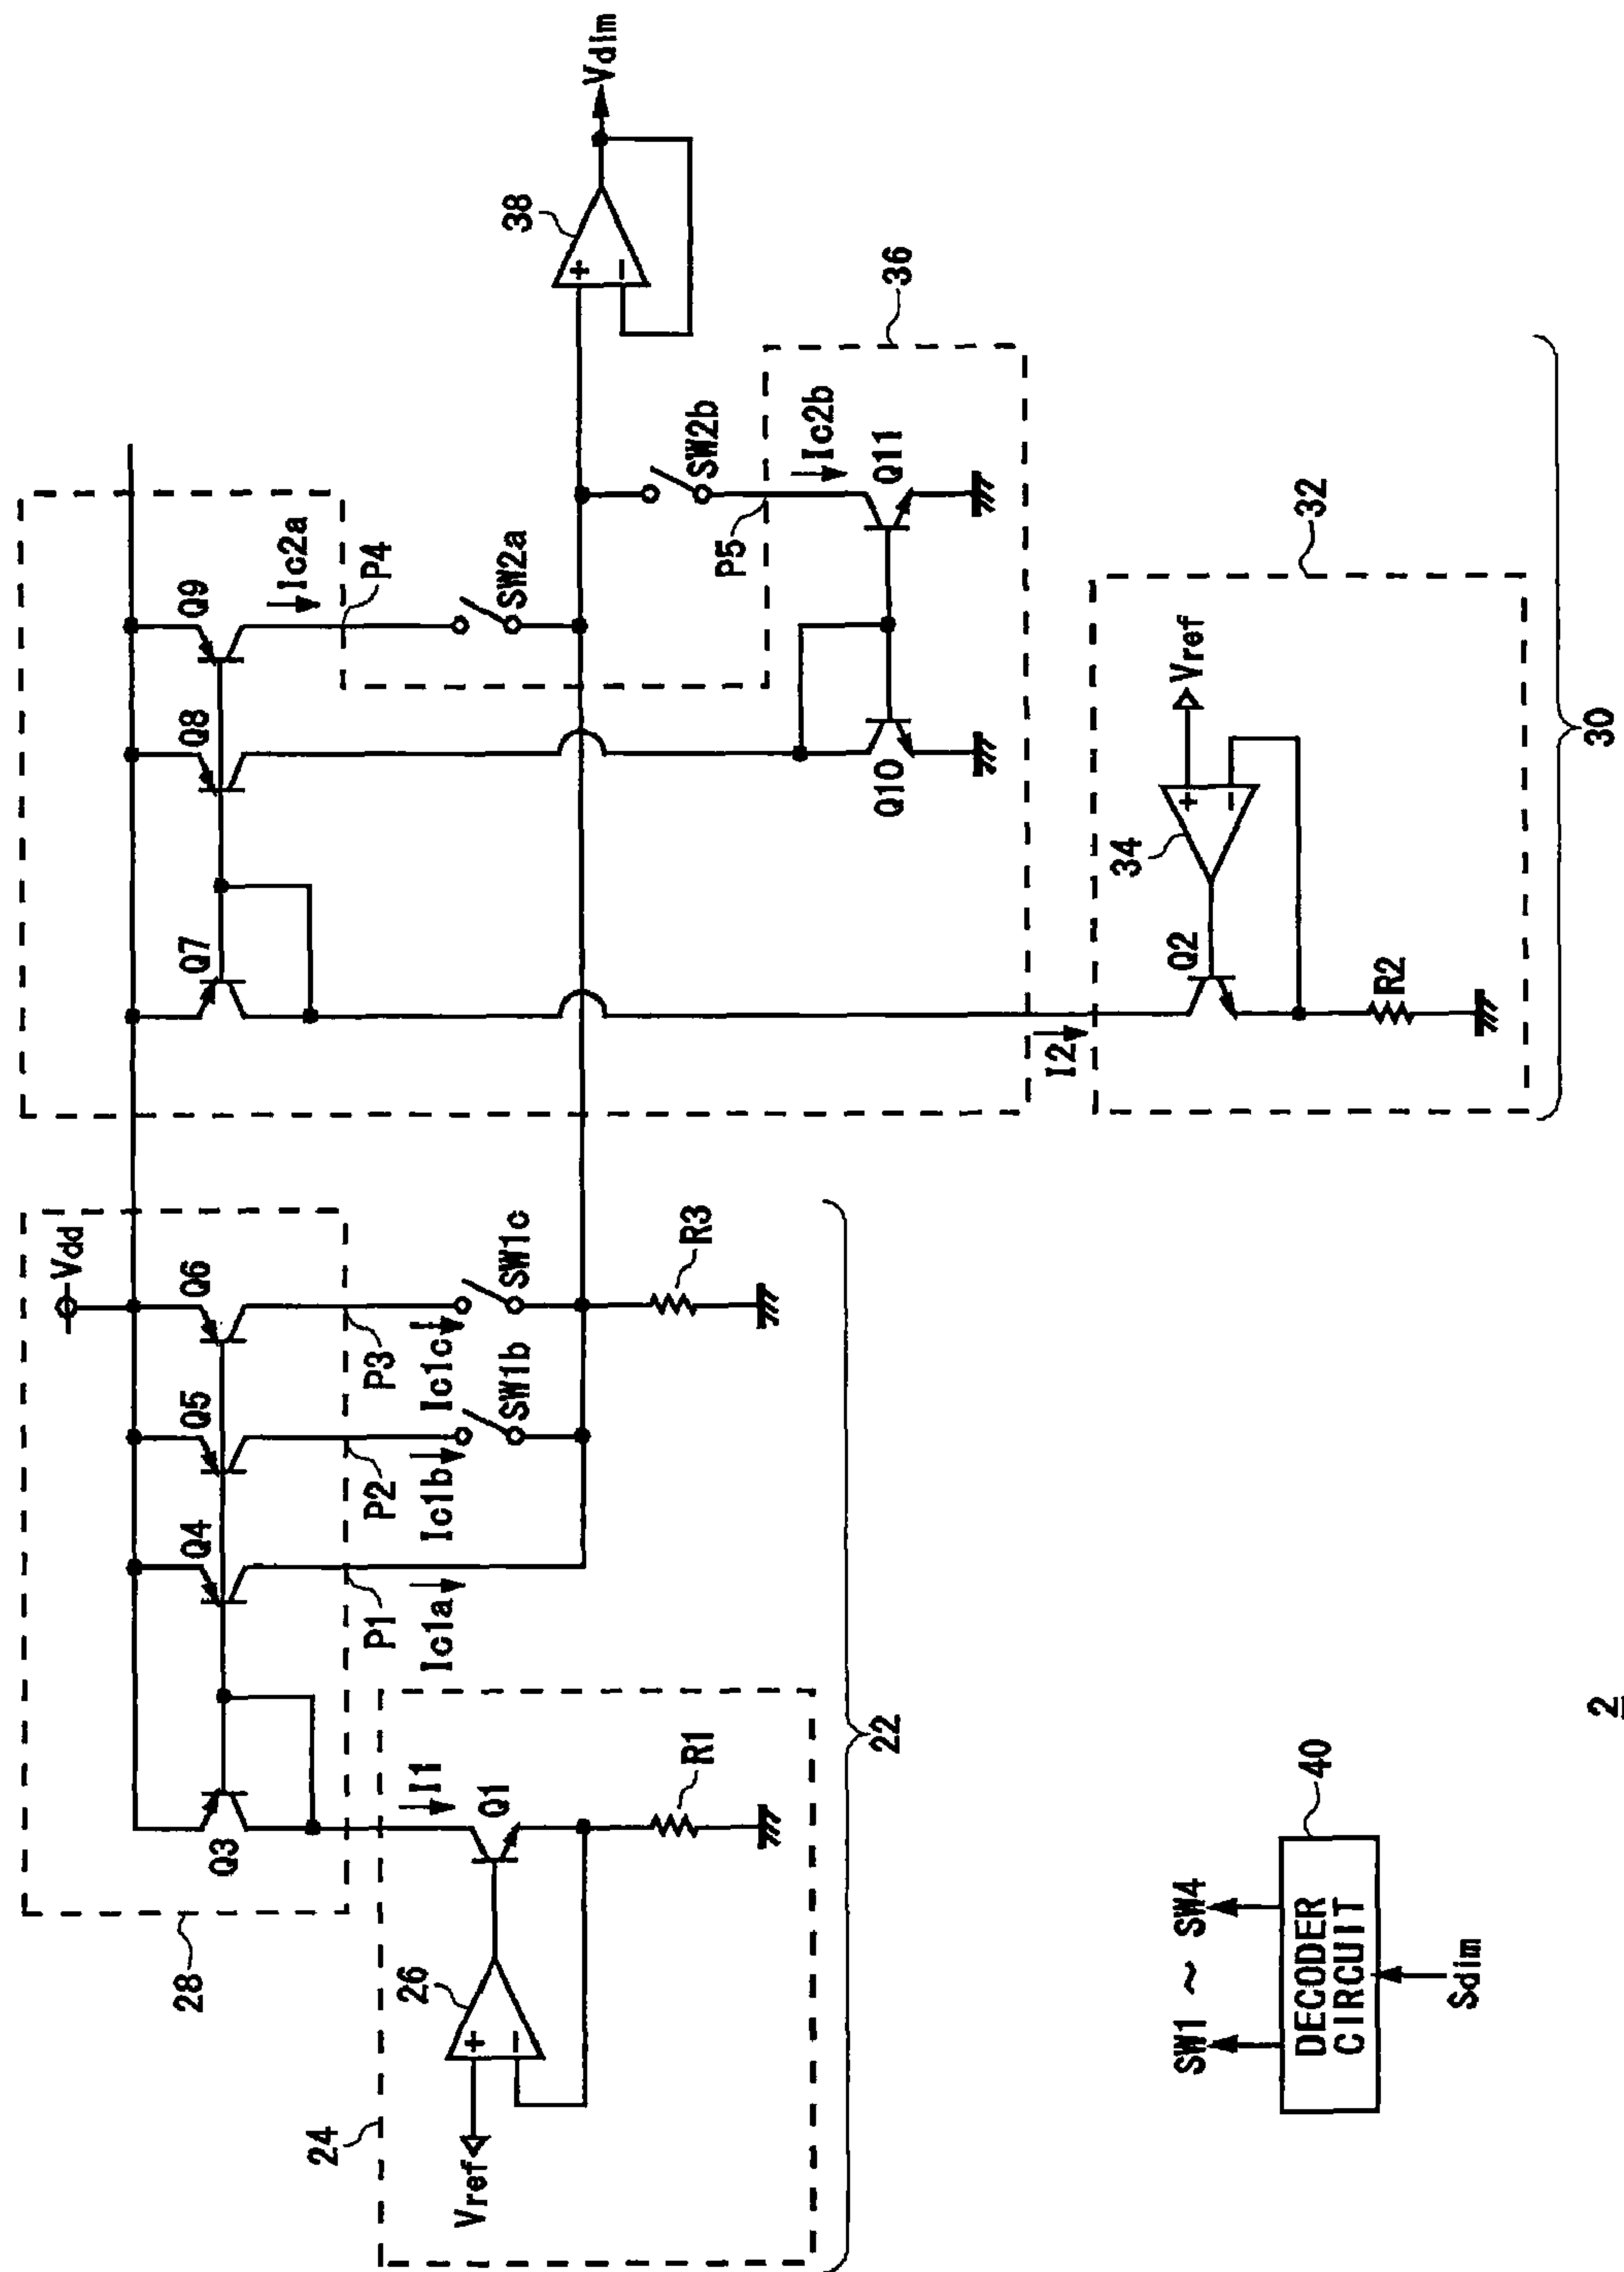 Vdd
Q3
Q4
Q5
Q6
Q7
Q8
Q9
28
P1
P2
P3
Ic2a
P4
Ic1a
Ic1b
Ic1c
SW1b
SW1c
SW2a
SW2b
24
Vref
26
+
−
I1
Q1
R1
R3
22
38
+
−
Vdim
P5
Ic2b
36
Q10
Q11
I2
32
34
+
−
Vref
Q2
R2
30
SW1 ~ SW4
DECODER
CIRCUIT
40
Sdim
2